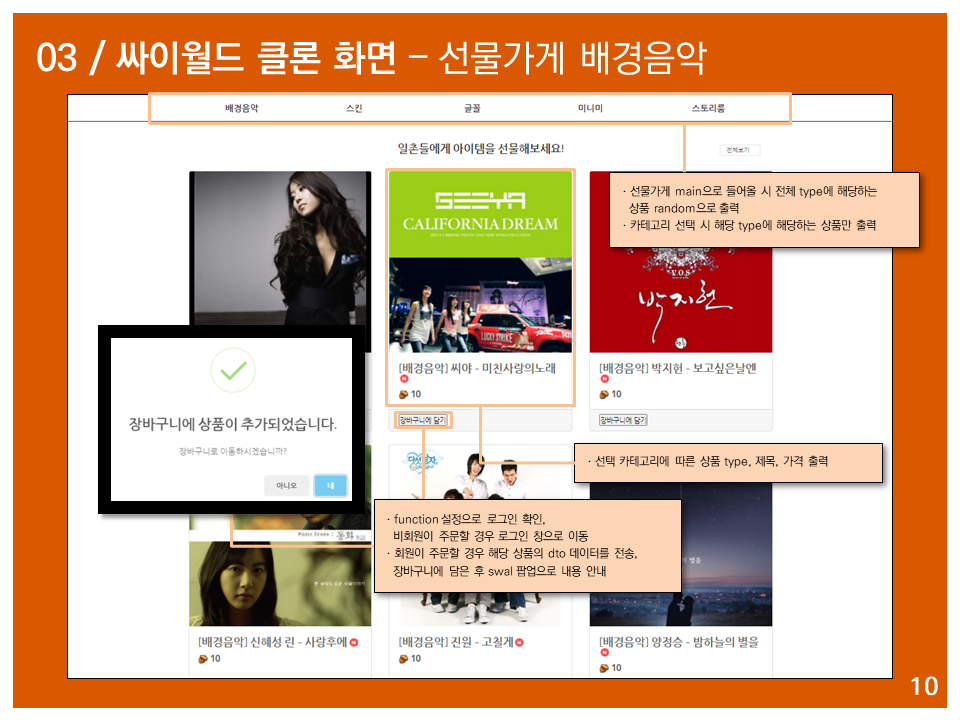 03 / 싸이월드 클론 화면 – 선물가게 배경음악
배경음악 스킨 글꼴 미니미 스토리룸
일촌들에게 아이템을 선물해보세요!
전체보기
· 선물가게 main으로 들어올 시 전체 type에 해당하는
상품 random으로 출력
· 카테고리 선택 시 해당 type에 해당하는 상품만 출력
SEEYA
CALIFORNIA DREAM
LUCKY STRIKE
V.O.S
박지헌
[배경음악] 씨야 - 미친사랑의노래
N
10
장바구니에 담기
[배경음악] 박지헌 - 보고싶은날엔
N
10
장바구니에 담기
장바구니에 상품이 추가되었습니다.
장바구니로 이동하시겠습니까?
아니오
네
· 선택 카테고리에 따른 상품 type, 제목, 가격 출력
다섯남자
· function 설정으로 로그인 확인,
비회원이 주문할 경우 로그인 창으로 이동
· 회원이 주문할 경우 해당 상품의 dto 데이터를 전송,
장바구니에 담은 후 swal 팝업으로 내용 안내
동화
[배경음악] 신혜성 린 - 사랑후에 N
10
[배경음악] 진원 - 고칠게 N
10
[배경음악] 양정승 - 밤하늘의 별을
N
10
10